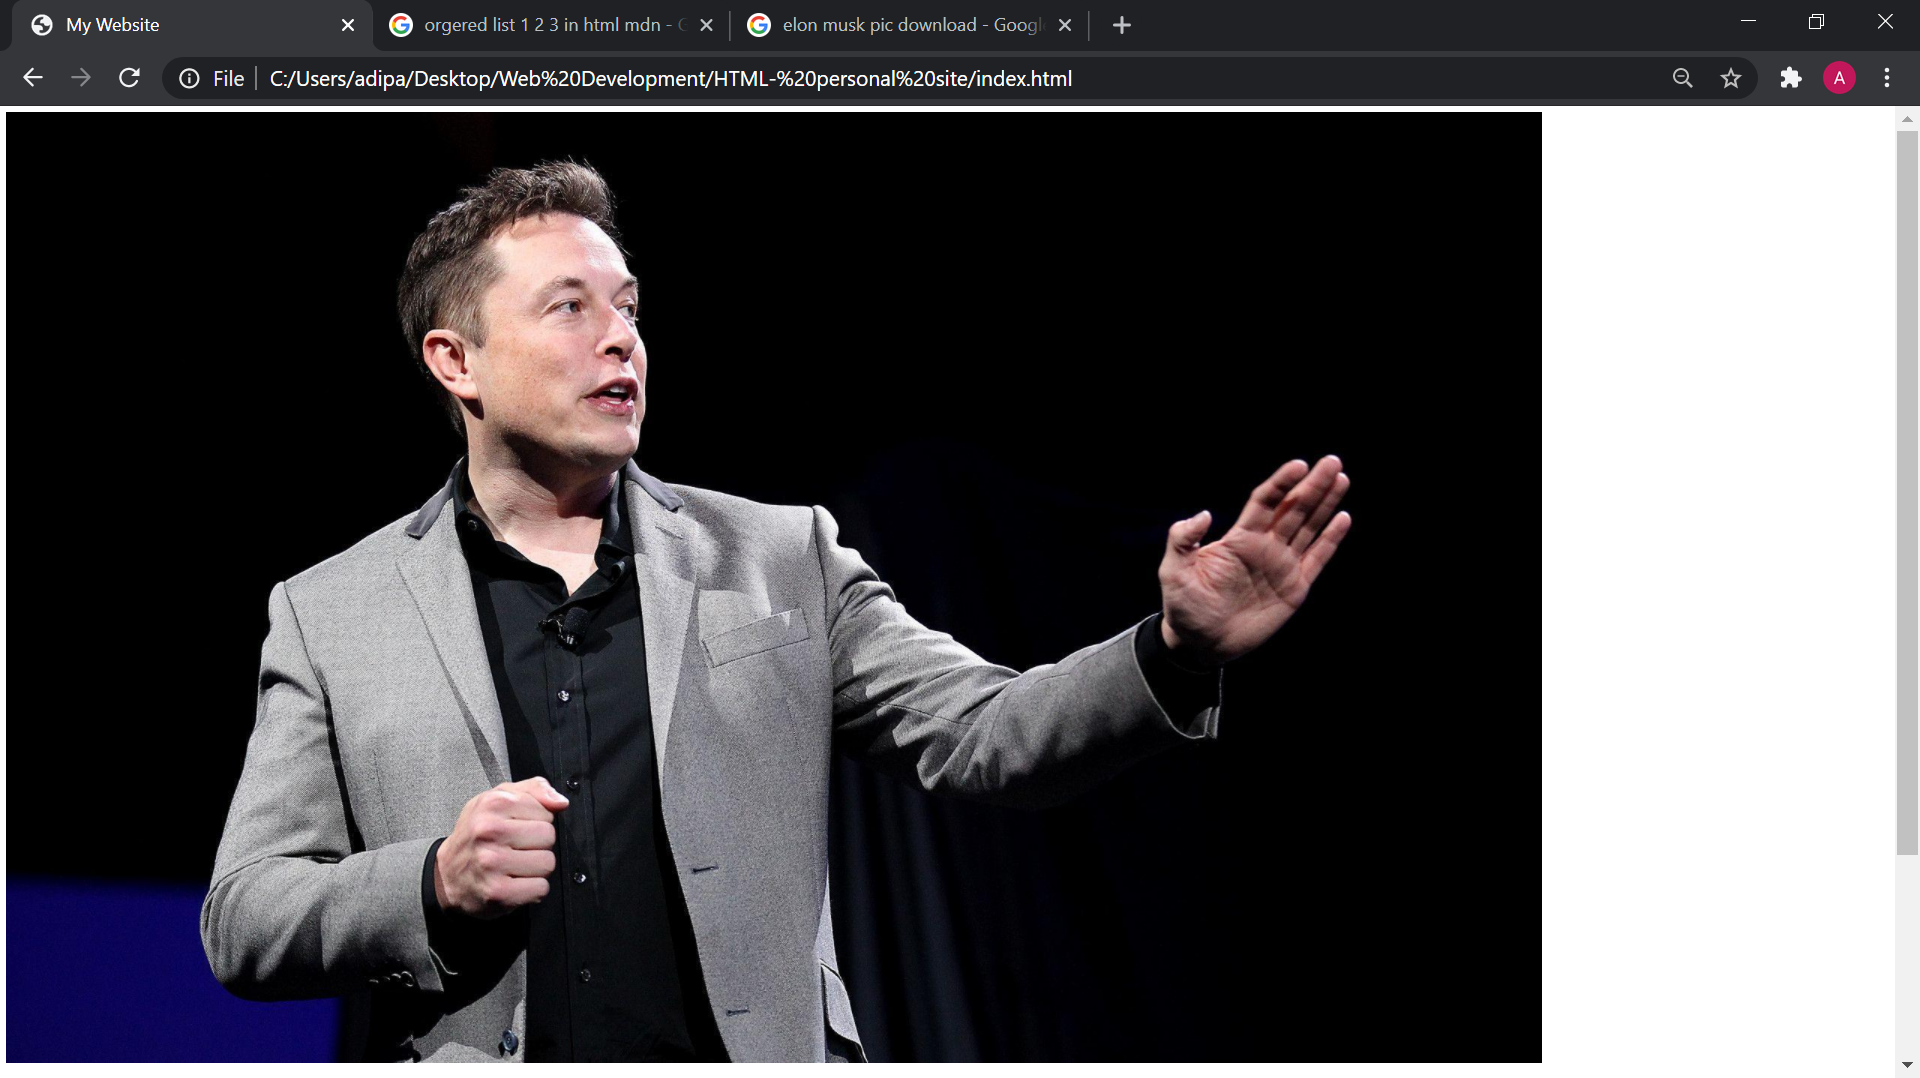 My Website
orgered list 1 2 3 in html mdn -
elon musk pic download - Google
File
C:/Users/adipa/Desktop/Web%20Development/HTML-%20personal%20site/index.html
A